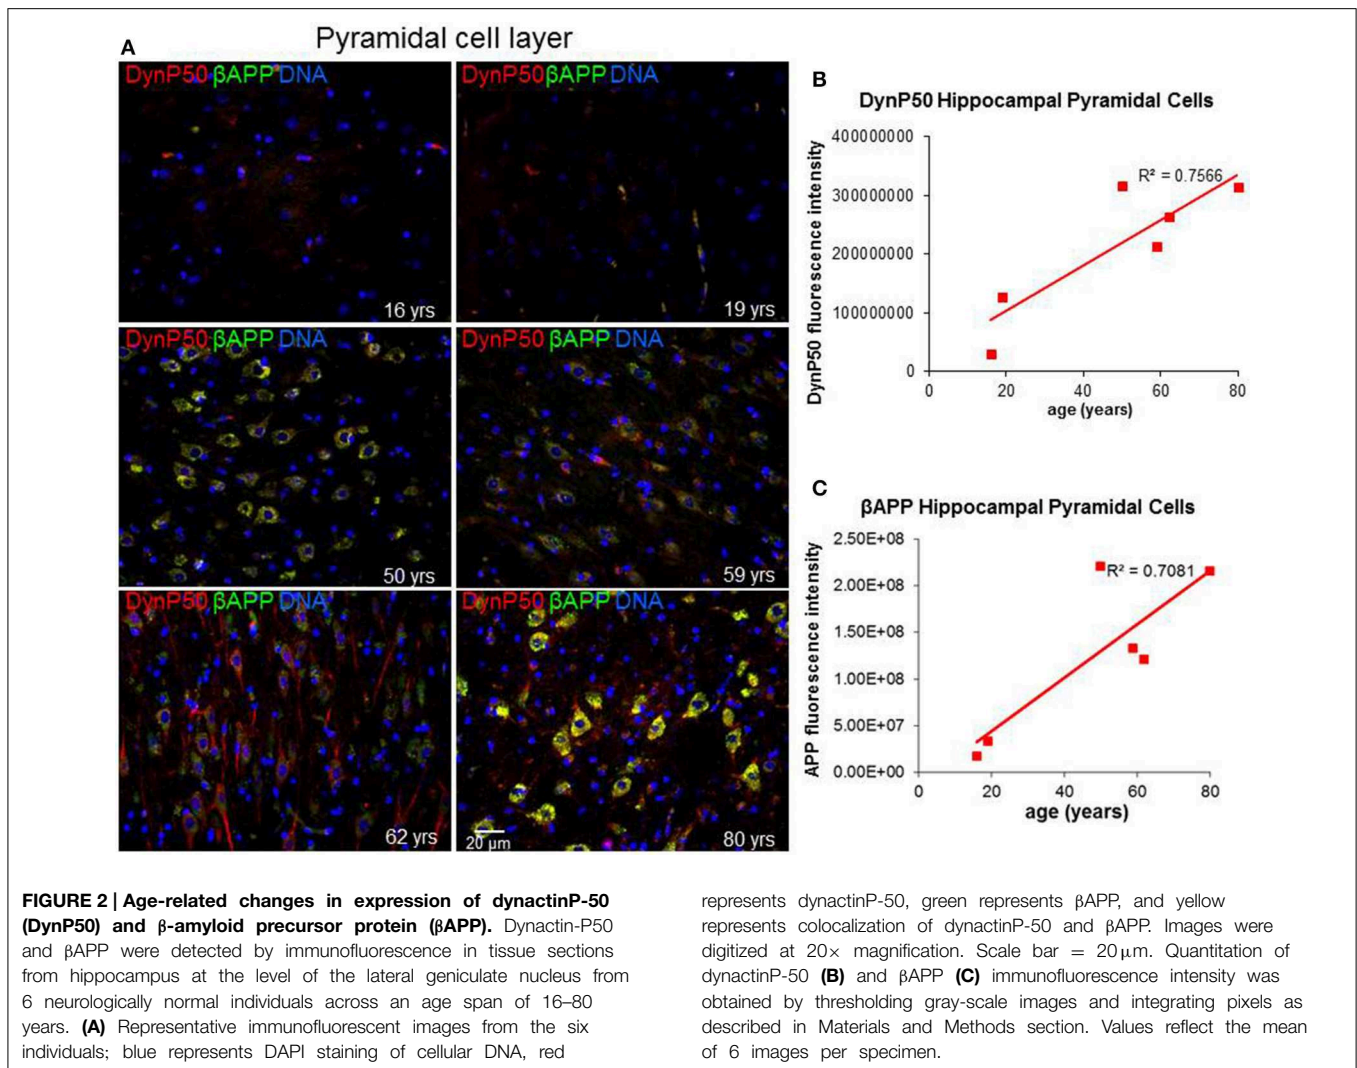 A
Pyramidal cell layer
DynP50 βAPP DNA
16 yrs
DynP50 βAPP DNA
19 yrs
DynP50 βAPP DNA
50 yrs
DynP50 βAPP DNA
59 yrs
DynP50 βAPP DNA
62 yrs
DynP50 βAPP DNA
20 μm
80 yrs
B
DynP50 Hippocampal Pyramidal Cells
DynP50 fluorescence intensity
400000000
300000000
200000000
100000000
0
R² = 0.7566
0 20 40 60 80
age (years)
C
βAPP Hippocampal Pyramidal Cells
APP fluorescence intensity
2.50E+08
2.00E+08
1.50E+08
1.00E+08
5.00E+07
0.00E+00
R² = 0.7081
0 20 40 60 80
age (years)
FIGURE 2 | Age-related changes in expression of dynactinP-50
(DynP50) and β-amyloid precursor protein (βAPP). Dynactin-P50
and βAPP were detected by immunofluorescence in tissue sections
from hippocampus at the level of the lateral geniculate nucleus from
6 neurologically normal individuals across an age span of 16–80
years. (A) Representative immunofluorescent images from the six
individuals; blue represents DAPI staining of cellular DNA, red
represents dynactinP-50, green represents βAPP, and yellow
represents colocalization of dynactinP-50 and βAPP. Images were
digitized at 20× magnification. Scale bar = 20 μm. Quantitation of
dynactinP-50 (B) and βAPP (C) immunofluorescence intensity was
obtained by thresholding gray-scale images and integrating pixels as
described in Materials and Methods section. Values reflect the mean
of 6 images per specimen.